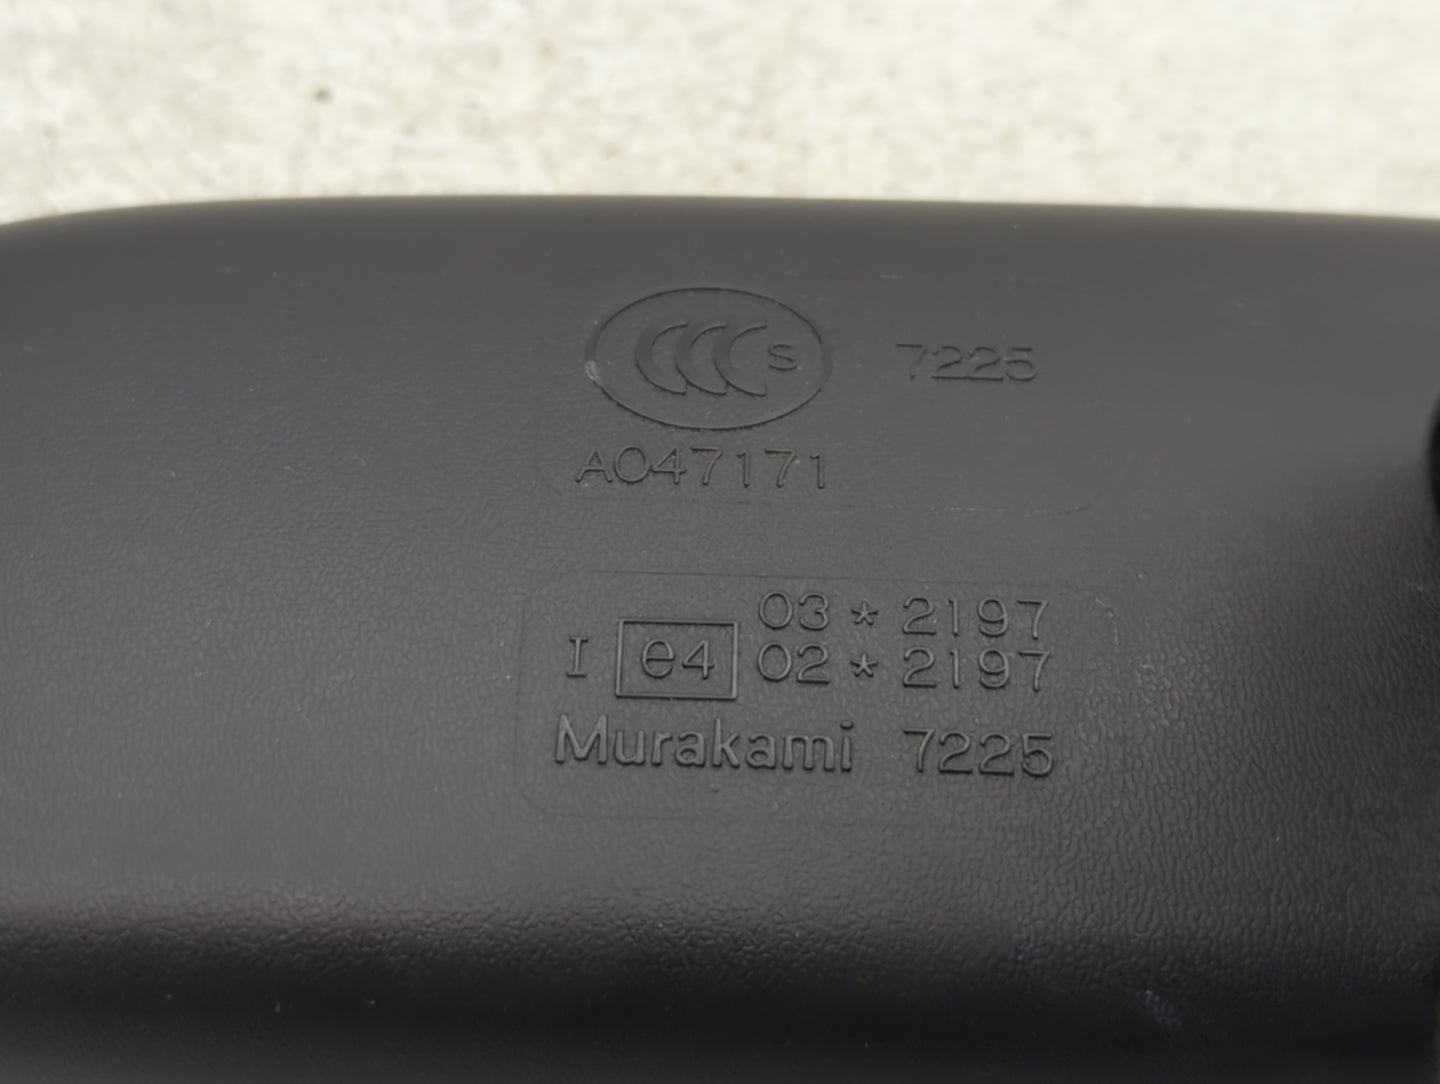 CCC S 7225
A047171
03 * 2197
I e4 02 * 2197
Murakami 7225